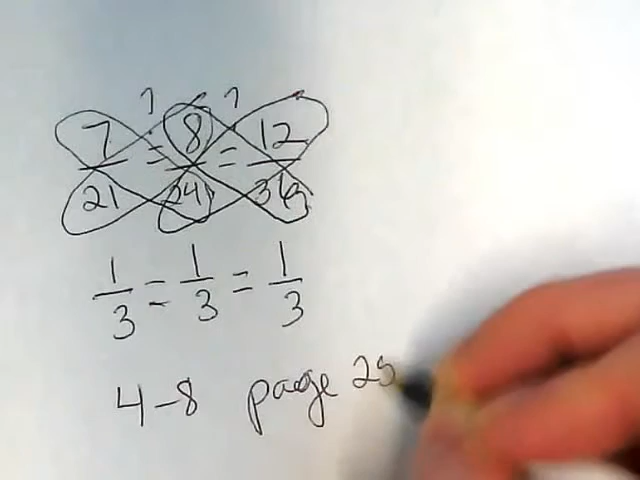 ? ?
7/21 = 8/24 = 12/36
1/3 = 1/3 = 1/3
4-8 page 25